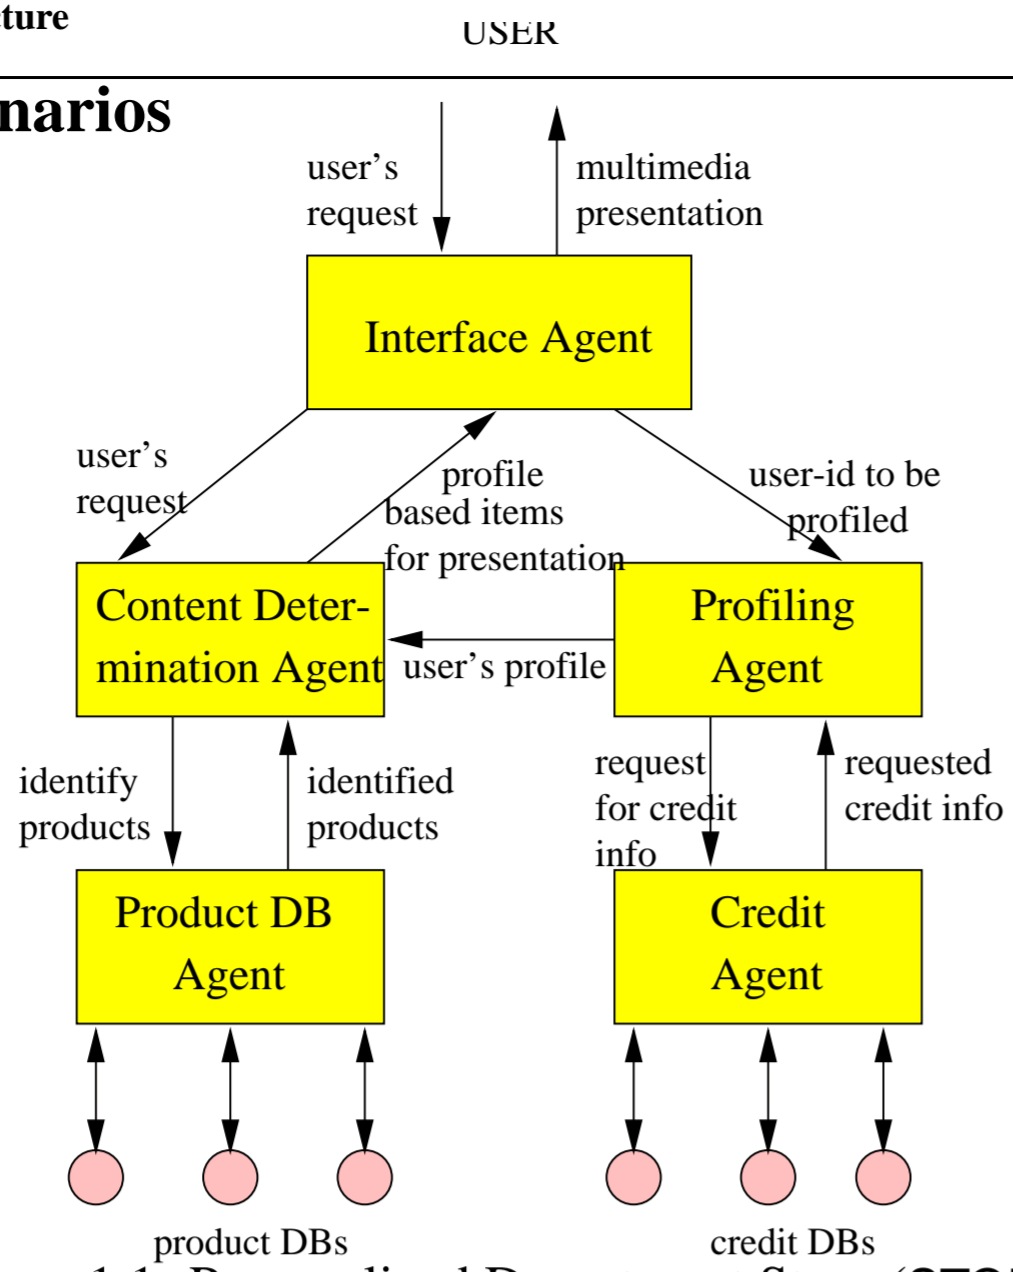 USER
user's
request
multimedia
presentation
Interface Agent
user's
request
profile
based items
for presentation
user-id to be
profiled
Content Deter-
mination Agent
user's profile
Profiling
Agent
identify
products
identified
products
request
for credit
info
requested
credit info
Product DB
Agent
Credit
Agent
product DBs
credit DBs